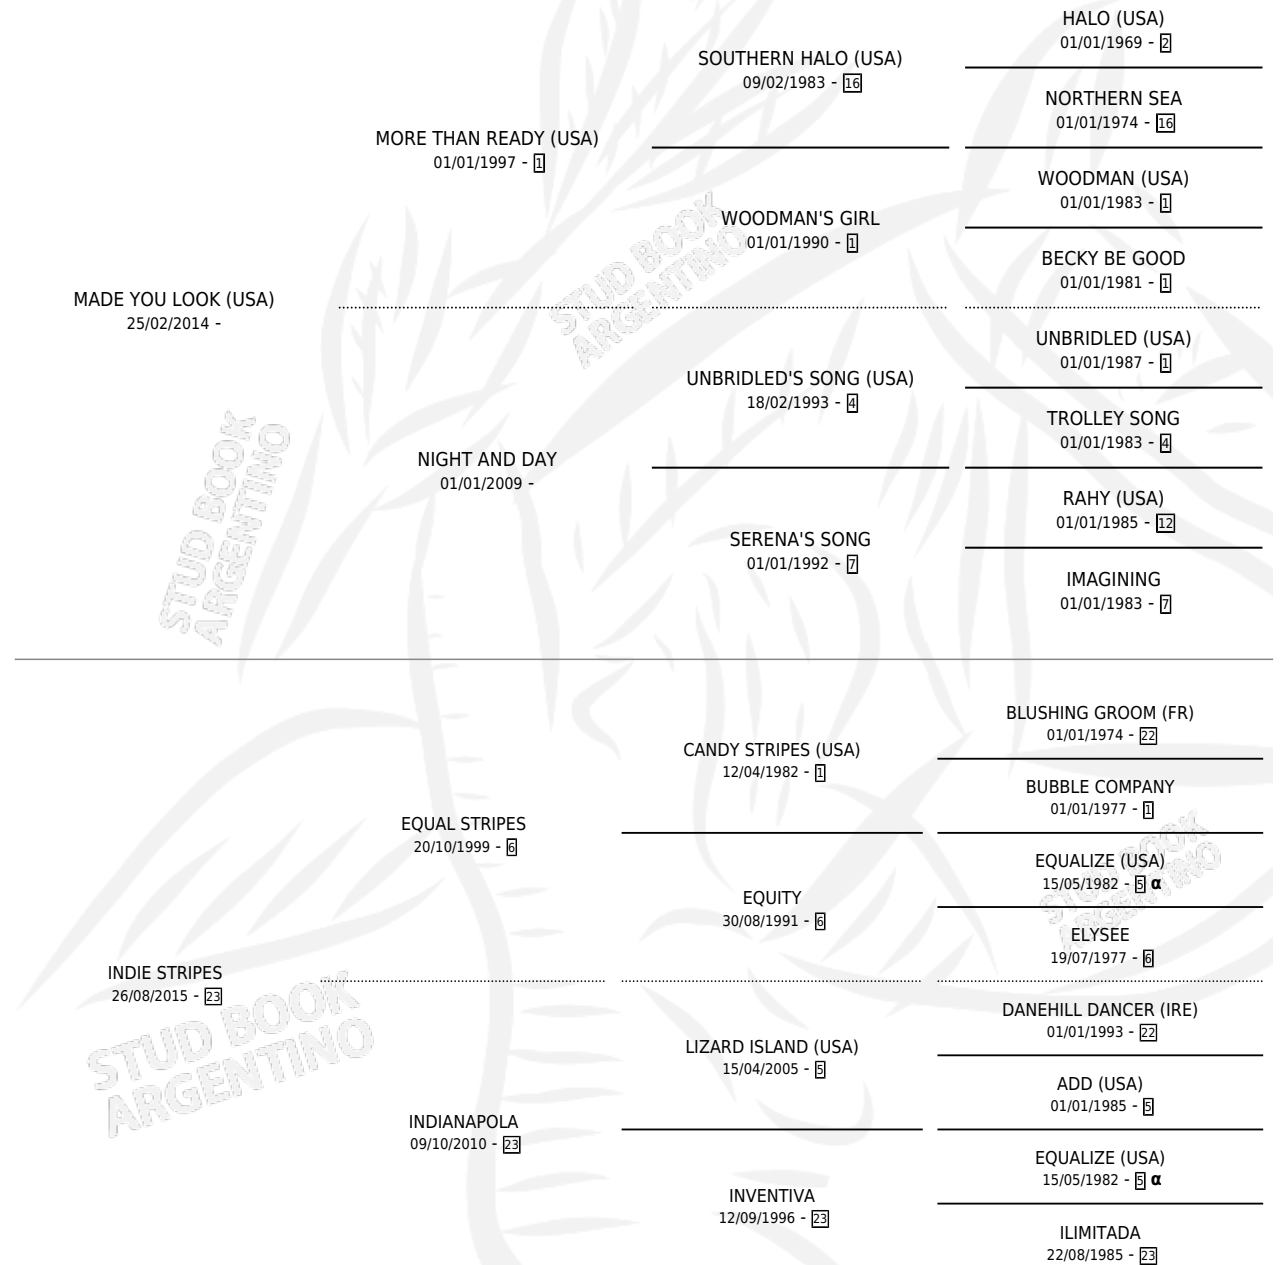 HALO (USA)
01/01/1969 - 2
SOUTHERN HALO (USA)
09/02/1983 - 16
NORTHERN SEA
01/01/1974 - 16
MORE THAN READY (USA)
01/01/1997 - 1
WOODMAN (USA)
01/01/1983 - 1
WOODMAN'S GIRL
01/01/1990 - 1
BECKY BE GOOD
01/01/1981 - 1
MADE YOU LOOK (USA)
25/02/2014 -
UNBRIDLED (USA)
01/01/1987 - 1
UNBRIDLED'S SONG (USA)
18/02/1993 - 4
TROLLEY SONG
01/01/1983 - 4
NIGHT AND DAY
01/01/2009 -
RAHY (USA)
01/01/1985 - 12
SERENA'S SONG
01/01/1992 - 7
IMAGINING
01/01/1983 - 7
BLUSHING GROOM (FR)
01/01/1974 - 22
CANDY STRIPES (USA)
12/04/1982 - 1
BUBBLE COMPANY
01/01/1977 - 1
EQUAL STRIPES
20/10/1999 - 6
EQUALIZE (USA)
15/05/1982 - 5 α
EQUITY
30/08/1991 - 6
ELYSEE
19/07/1977 - 6
INDIE STRIPES
26/08/2015 - 23
DANEHILL DANCER (IRE)
01/01/1993 - 22
LIZARD ISLAND (USA)
15/04/2005 - 5
ADD (USA)
01/01/1985 - 5
INDIANAPOLA
09/10/2010 - 23
EQUALIZE (USA)
15/05/1982 - 5 α
INVENTIVA
12/09/1996 - 23
ILIMITADA
22/08/1985 - 23
STUD BOOK
ARGENTINO
STUD BOOK
ARGENTINO
STUD BOOK
ARGENTINO
STUD BOOK
ARGENTINO